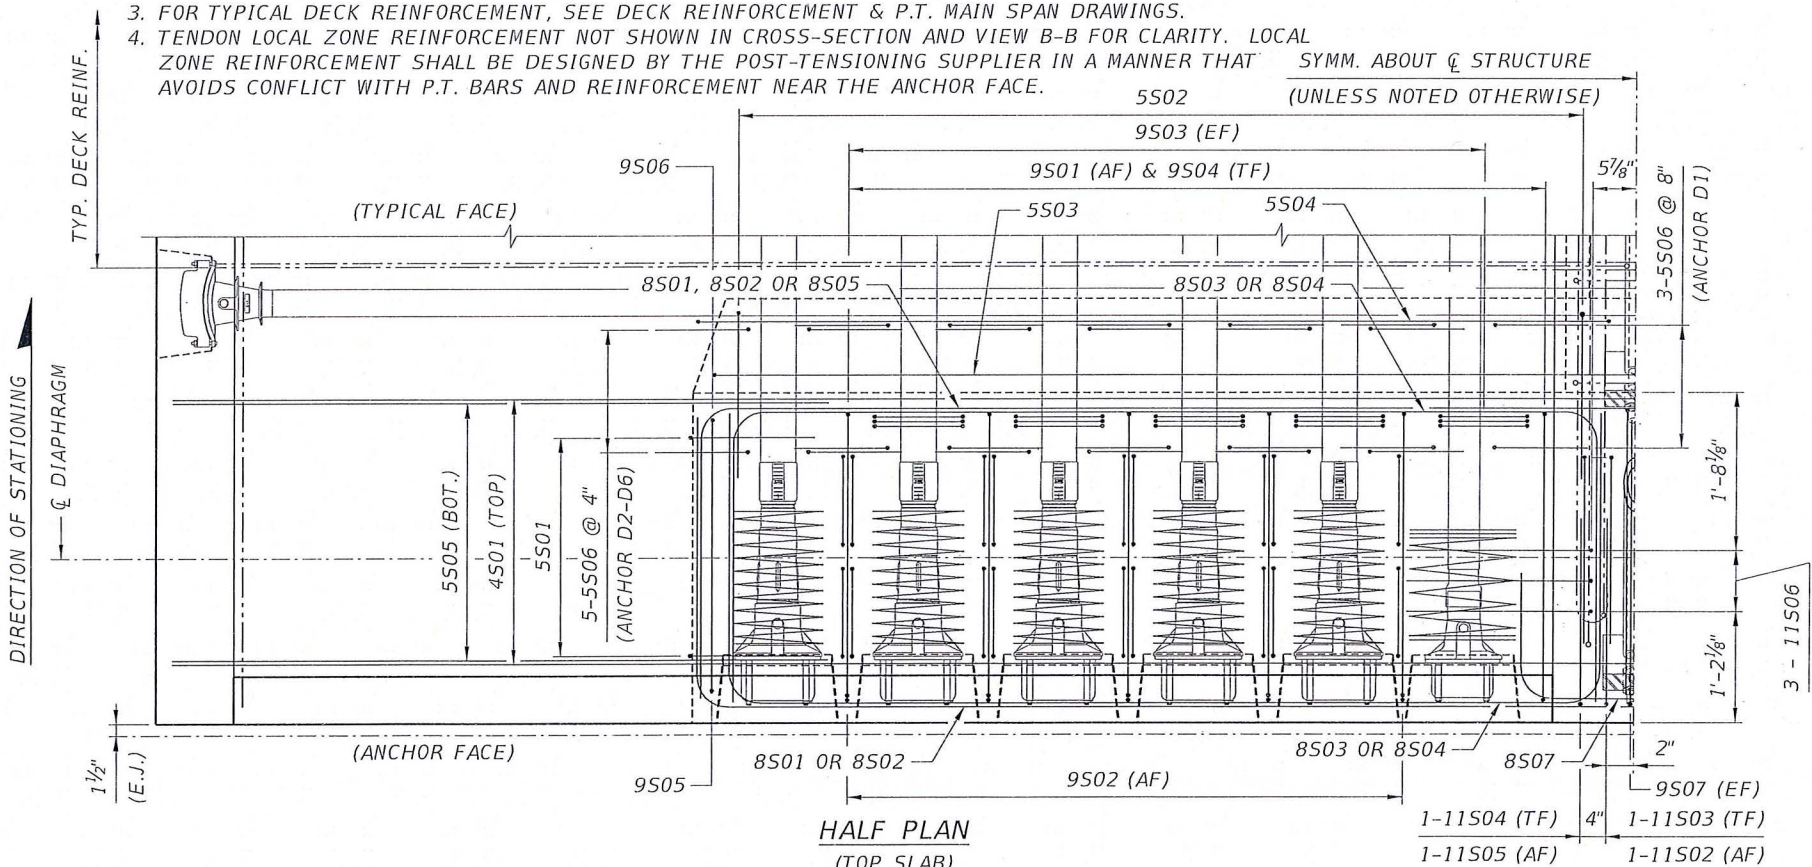 3. FOR TYPICAL DECK REINFORCEMENT, SEE DECK REINFORCEMENT & P.T. MAIN SPAN DRAWINGS.
4. TENDON LOCAL ZONE REINFORCEMENT NOT SHOWN IN CROSS-SECTION AND VIEW B-B FOR CLARITY. LOCAL
ZONE REINFORCEMENT SHALL BE DESIGNED BY THE POST-TENSIONING SUPPLIER IN A MANNER THAT
AVOIDS CONFLICT WITH P.T. BARS AND REINFORCEMENT NEAR THE ANCHOR FACE.
SYMM. ABOUT ℄ STRUCTURE
(UNLESS NOTED OTHERWISE)
TYP. DECK REINF.
5S02
9S03 (EF)
9S01 (AF) & 9S04 (TF)
9S06
5⅞"
(TYPICAL FACE)
5S03
5S04
3-5S06 @ 8"
(ANCHOR D1)
8S01, 8S02 OR 8S05
8S03 OR 8S04
DIRECTION OF STATIONING
℄ DIAPHRAGM
5S05 (BOT.)
4S01 (TOP)
5S01
5-5S06 @ 4"
(ANCHOR D2-D6)
1'-8⅛"
1'-2⅛"
3 - 11S06
1½"
(E.J.)
(ANCHOR FACE)
8S01 OR 8S02
8S03 OR 8S04
8S07
2"
9S05
9S02 (AF)
9S07 (EF)
1-11S04 (TF)
4"
1-11S03 (TF)
1-11S05 (AF)
1-11S02 (AF)
HALF PLAN
(TOP SLAB)